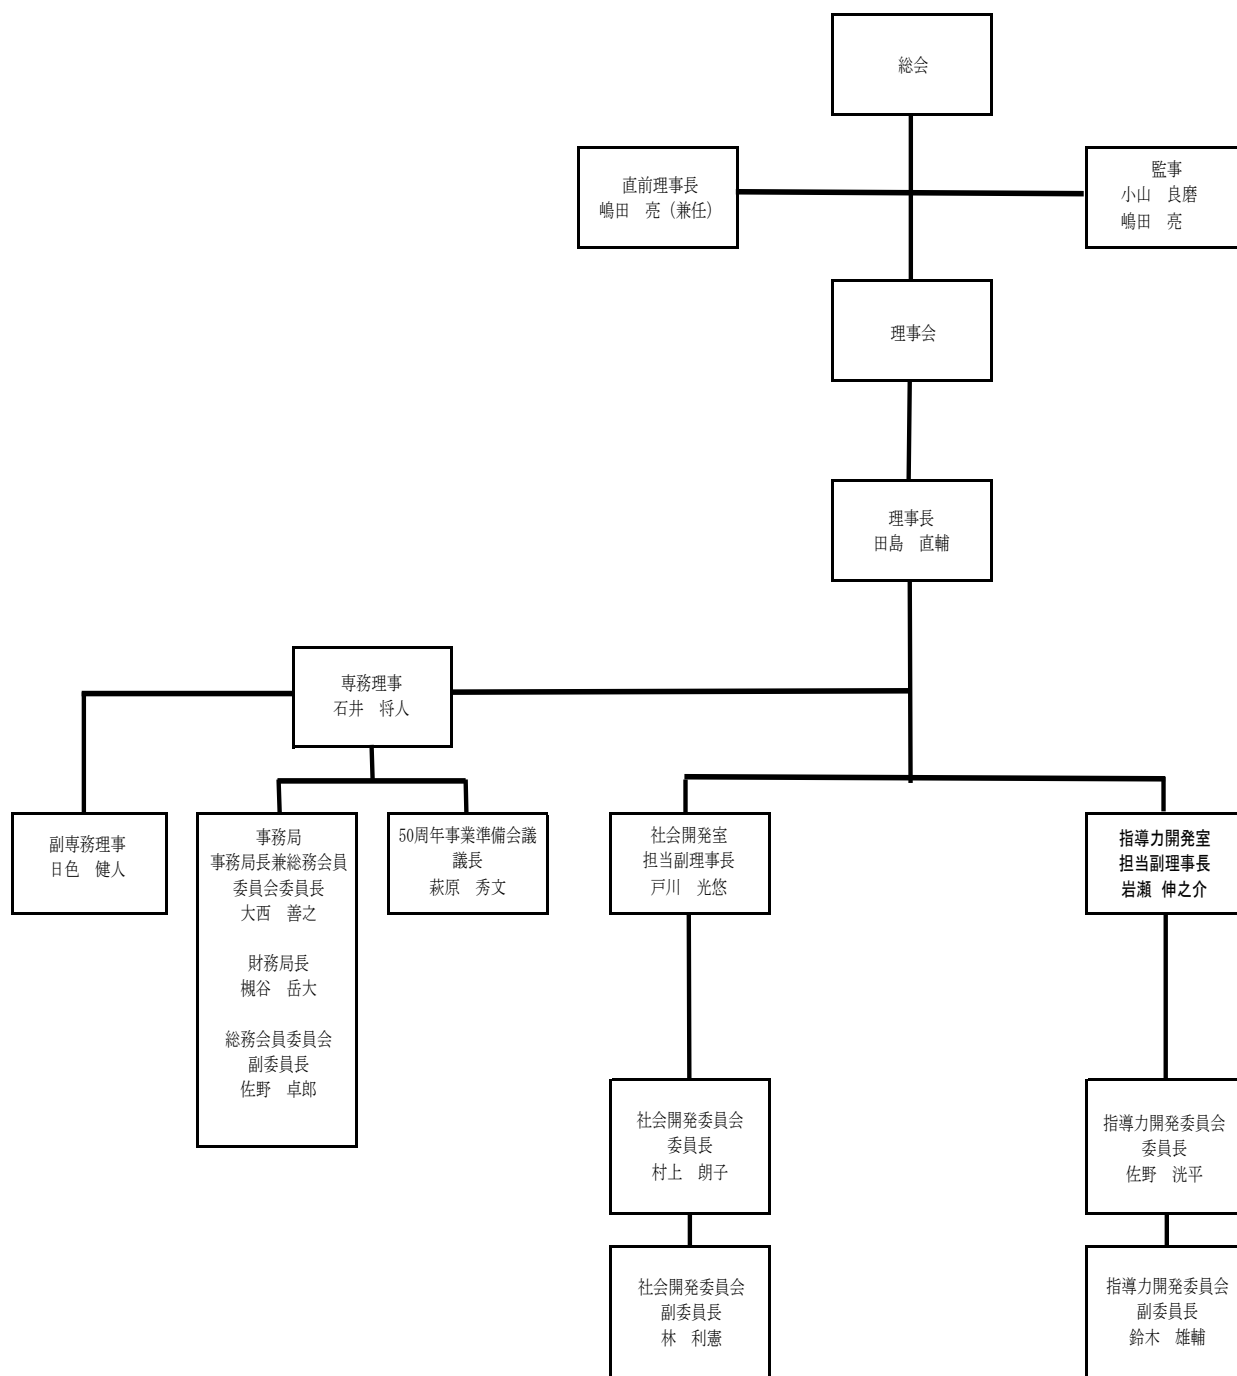 総会
直前理事長
嶋田　亮（兼任）
監事
小山　良磨
嶋田　亮
理事会
理事長
田島　直輔
専務理事
石井　将人
副専務理事
日色　健人
事務局
事務局長兼総務会員
委員会委員長
大西　善之
財務局長
槻谷　岳大
総務会員委員会
副委員長
佐野　卓郎
50周年事業準備会議
議長
萩原　秀文
社会開発室
担当副理事長
戸川　光悠
指導力開発室
担当副理事長
岩瀬 伸之介
社会開発委員会
委員長
村上　朗子
指導力開発委員会
委員長
佐野　洸平
社会開発委員会
副委員長
林　利憲
指導力開発委員会
副委員長
鈴木　雄輔